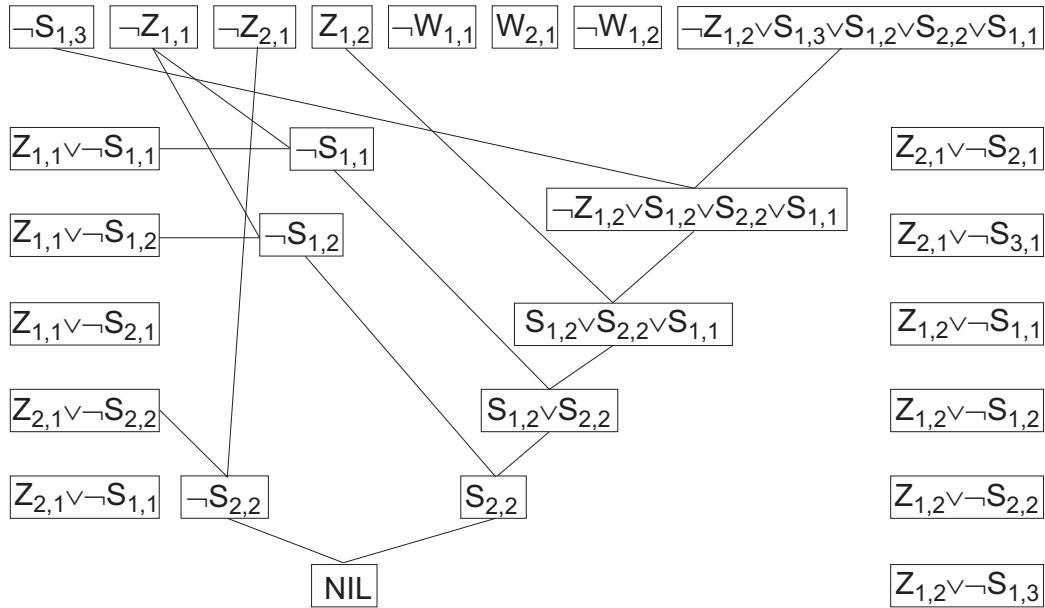 ¬S1,3 ¬Z1,1 ¬Z2,1 Z1,2 ¬W1,1 W2,1 ¬W1,2 ¬Z1,2∨S1,3∨S1,2∨S2,2∨S1,1
Z1,1∨¬S1,1 ¬S1,1 Z2,1∨¬S2,1
¬Z1,2∨S1,2∨S2,2∨S1,1
Z1,1∨¬S1,2 ¬S1,2 Z2,1∨¬S3,1
Z1,1∨¬S2,1 S1,2∨S2,2∨S1,1 Z1,2∨¬S1,1
Z2,1∨¬S2,2 S1,2∨S2,2 Z1,2∨¬S1,2
Z2,1∨¬S1,1 ¬S2,2 S2,2 Z1,2∨¬S2,2
NIL Z1,2∨¬S1,3